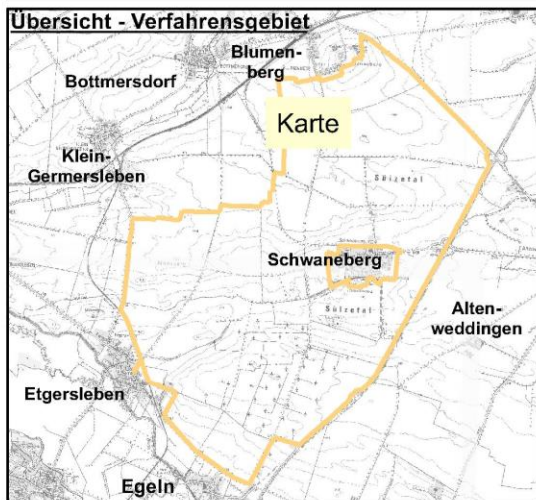 Übersicht - Verfahrensgebiet
Blumen-
berg
Bottmersdorf
Karte
Klein-
Germersleben
Sülzetal
Schwaneberg
Sülzetal
Alten-
weddingen
Etgersleben
Egeln